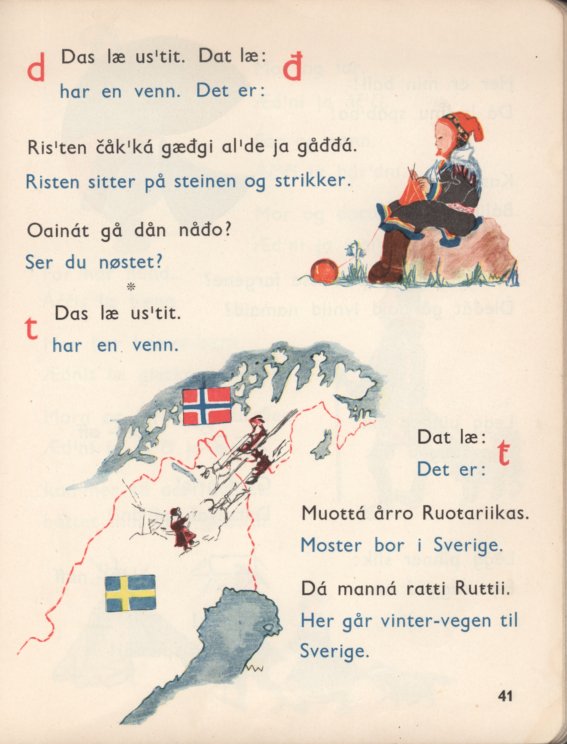 d Das læ us'tit. Dat læ: đ
har en venn. Det er:
Ris'ten čåk'ká gæđgi al'de ja gåđđá.
Risten sitter på steinen og strikker.
Oainát gå dån nåđo?
Ser du nøstet?
*
t Das læ us'tit.
har en venn.
Dat læ: ŧ
Det er:
Muottá årro Ruotariikas.
Moster bor i Sverige.
Dá manná ratti Ruttii.
Her går vinter-vegen til
Sverige.
MW
41